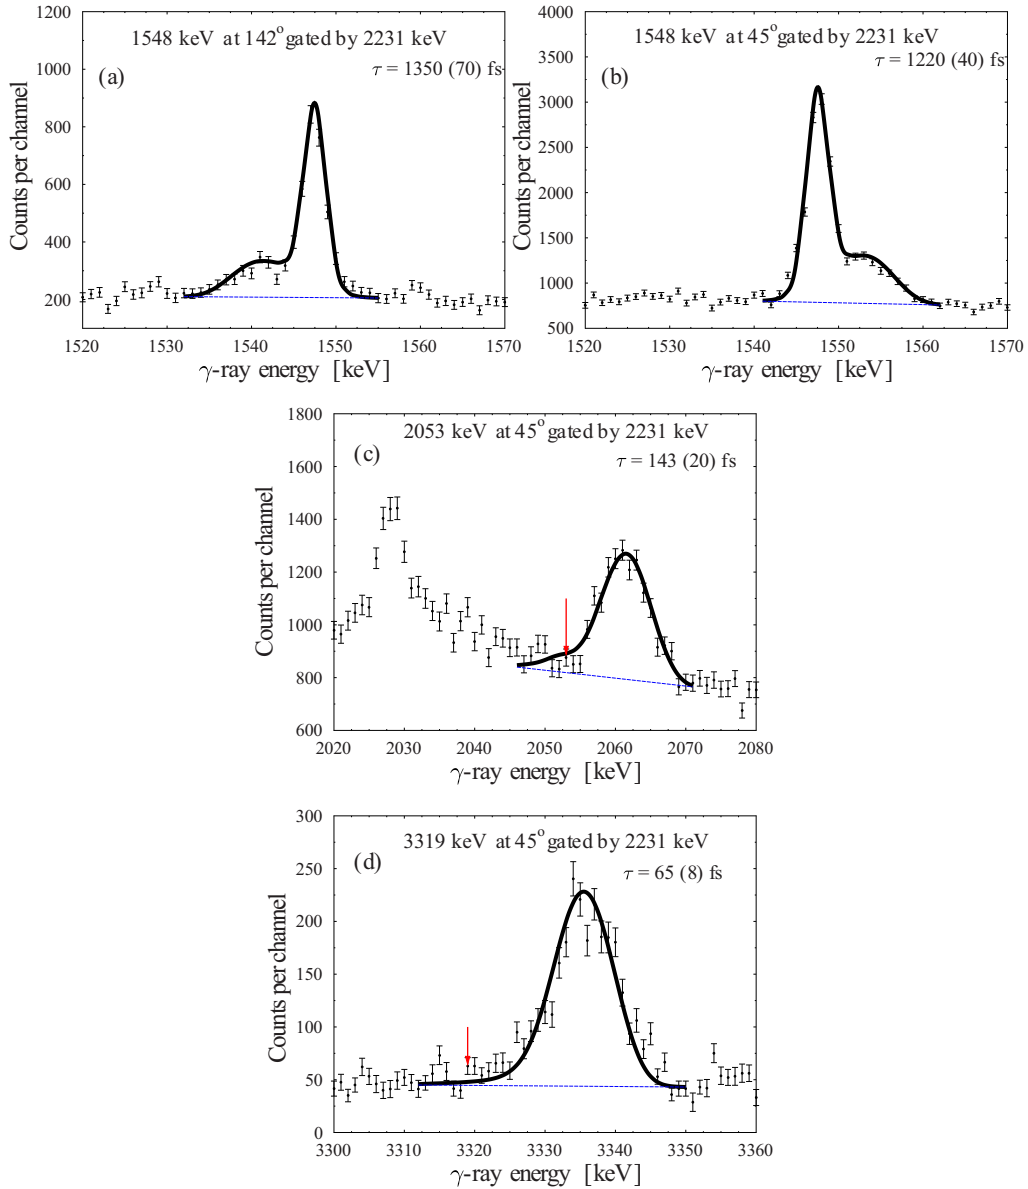 1548 keV at 142° gated by 2231 keV
(a)
τ = 1350 (70) fs
Counts per channel
1200
1000
800
600
400
200
1520 1530 1540 1550 1560 1570
γ-ray energy [keV]
1548 keV at 45° gated by 2231 keV
(b)
τ = 1220 (40) fs
Counts per channel
4000
3500
3000
2500
2000
1500
1000
500
1520 1530 1540 1550 1560 1570
γ-ray energy [keV]
2053 keV at 45° gated by 2231 keV
(c)
τ = 143 (20) fs
Counts per channel
1800
1600
1400
1200
1000
800
600
2020 2030 2040 2050 2060 2071 2080
γ-ray energy [keV]
3319 keV at 45° gated by 2231 keV
(d)
τ = 65 (8) fs
Counts per channel
300
250
200
150
100
50
0
3300 3310 3320 3330 3340 3350 3360
γ-ray energy [keV]